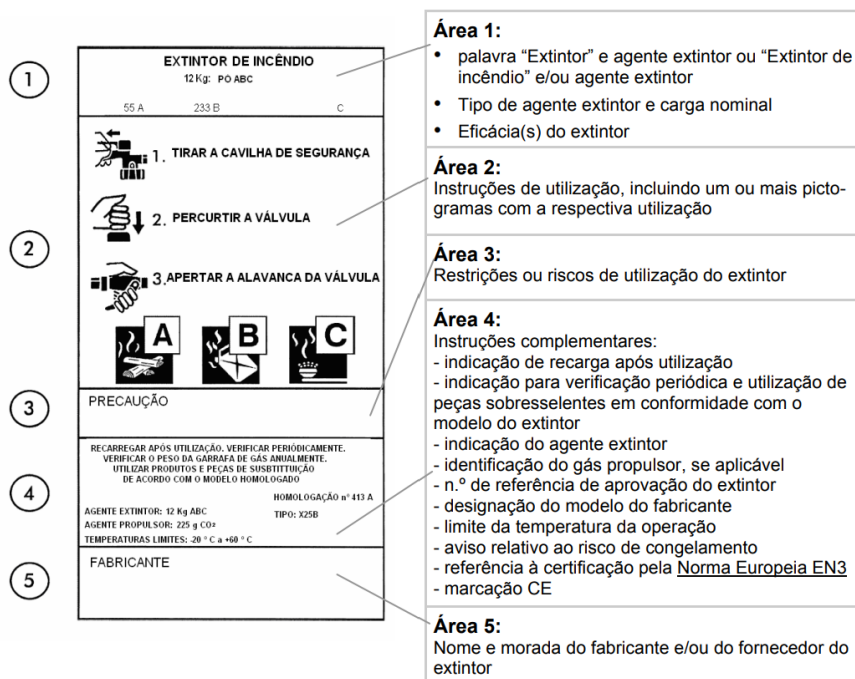 1
EXTINTOR DE INCÊNDIO
12 Kg: PÓ ABC
55 A 233 B C
2
1. TIRAR A CAVILHA DE SEGURANÇA
2. PERCURTIR A VÁLVULA
3. APERTAR A ALAVANCA DA VÁLVULA
A B C
3
PRECAUÇÃO
4
RECARREGAR APÓS UTILIZAÇÃO. VERIFICAR PERIÓDICAMENTE.
VERIFICAR O PESO DA GARRAFA DE GÁS ANUALMENTE.
UTILIZAR PRODUTOS E PEÇAS DE SUSBTITTUIÇÃO
DE ACORDO COM O MODELO HOMOLOGADO
HOMOLOGAÇÃO nº 413 A
AGENTE EXTINTOR: 12 Kg ABC
TIPO: X25B
AGENTE PROPULSOR: 225 g CO2
TEMPERATURAS LIMITES: -20 ° C a +60 ° C
5
FABRICANTE
Área 1:
• palavra “Extintor” e agente extintor ou “Extintor de
incêndio” e/ou agente extintor
• Tipo de agente extintor e carga nominal
• Eficácia(s) do extintor
Área 2:
Instruções de utilização, incluindo um ou mais picto-
gramas com a respectiva utilização
Área 3:
Restrições ou riscos de utilização do extintor
Área 4:
Instruções complementares:
- indicação de recarga após utilização
- indicação para verificação periódica e utilização de
peças sobresselentes em conformidade com o
modelo do extintor
- indicação do agente extintor
- identificação do gás propulsor, se aplicável
- n.º de referência de aprovação do extintor
- designação do modelo do fabricante
- limite da temperatura da operação
- aviso relativo ao risco de congelamento
- referência à certificação pela Norma Europeia EN3
- marcação CE
Área 5:
Nome e morada do fabricante e/ou do fornecedor do
extintor